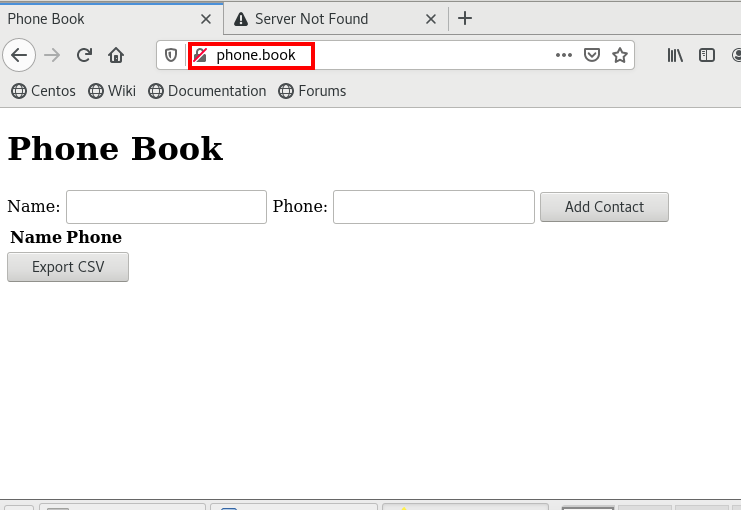 Phone Book
Server Not Found
phone.book
Centos Wiki Documentation Forums
Phone Book
Name: Phone: Add Contact
Name Phone
Export CSV